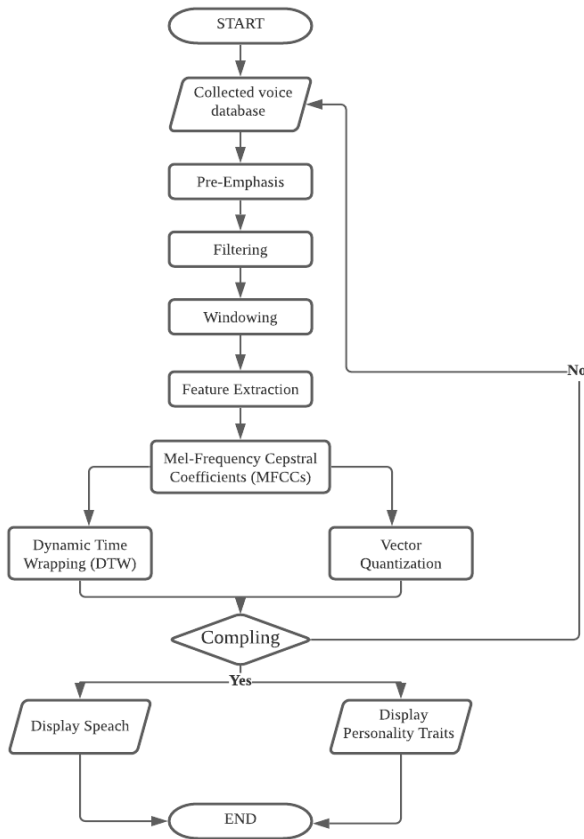 START
Collected voice
database
Pre-Emphasis
Filtering
Windowing
Feature Extraction
No
Mel-Frequency Cepstral
Coefficients (MFCCs)
Dynamic Time
Wrapping (DTW)
Vector
Quantization
Compling
Yes
Display Speach
Display
Personality Traits
END